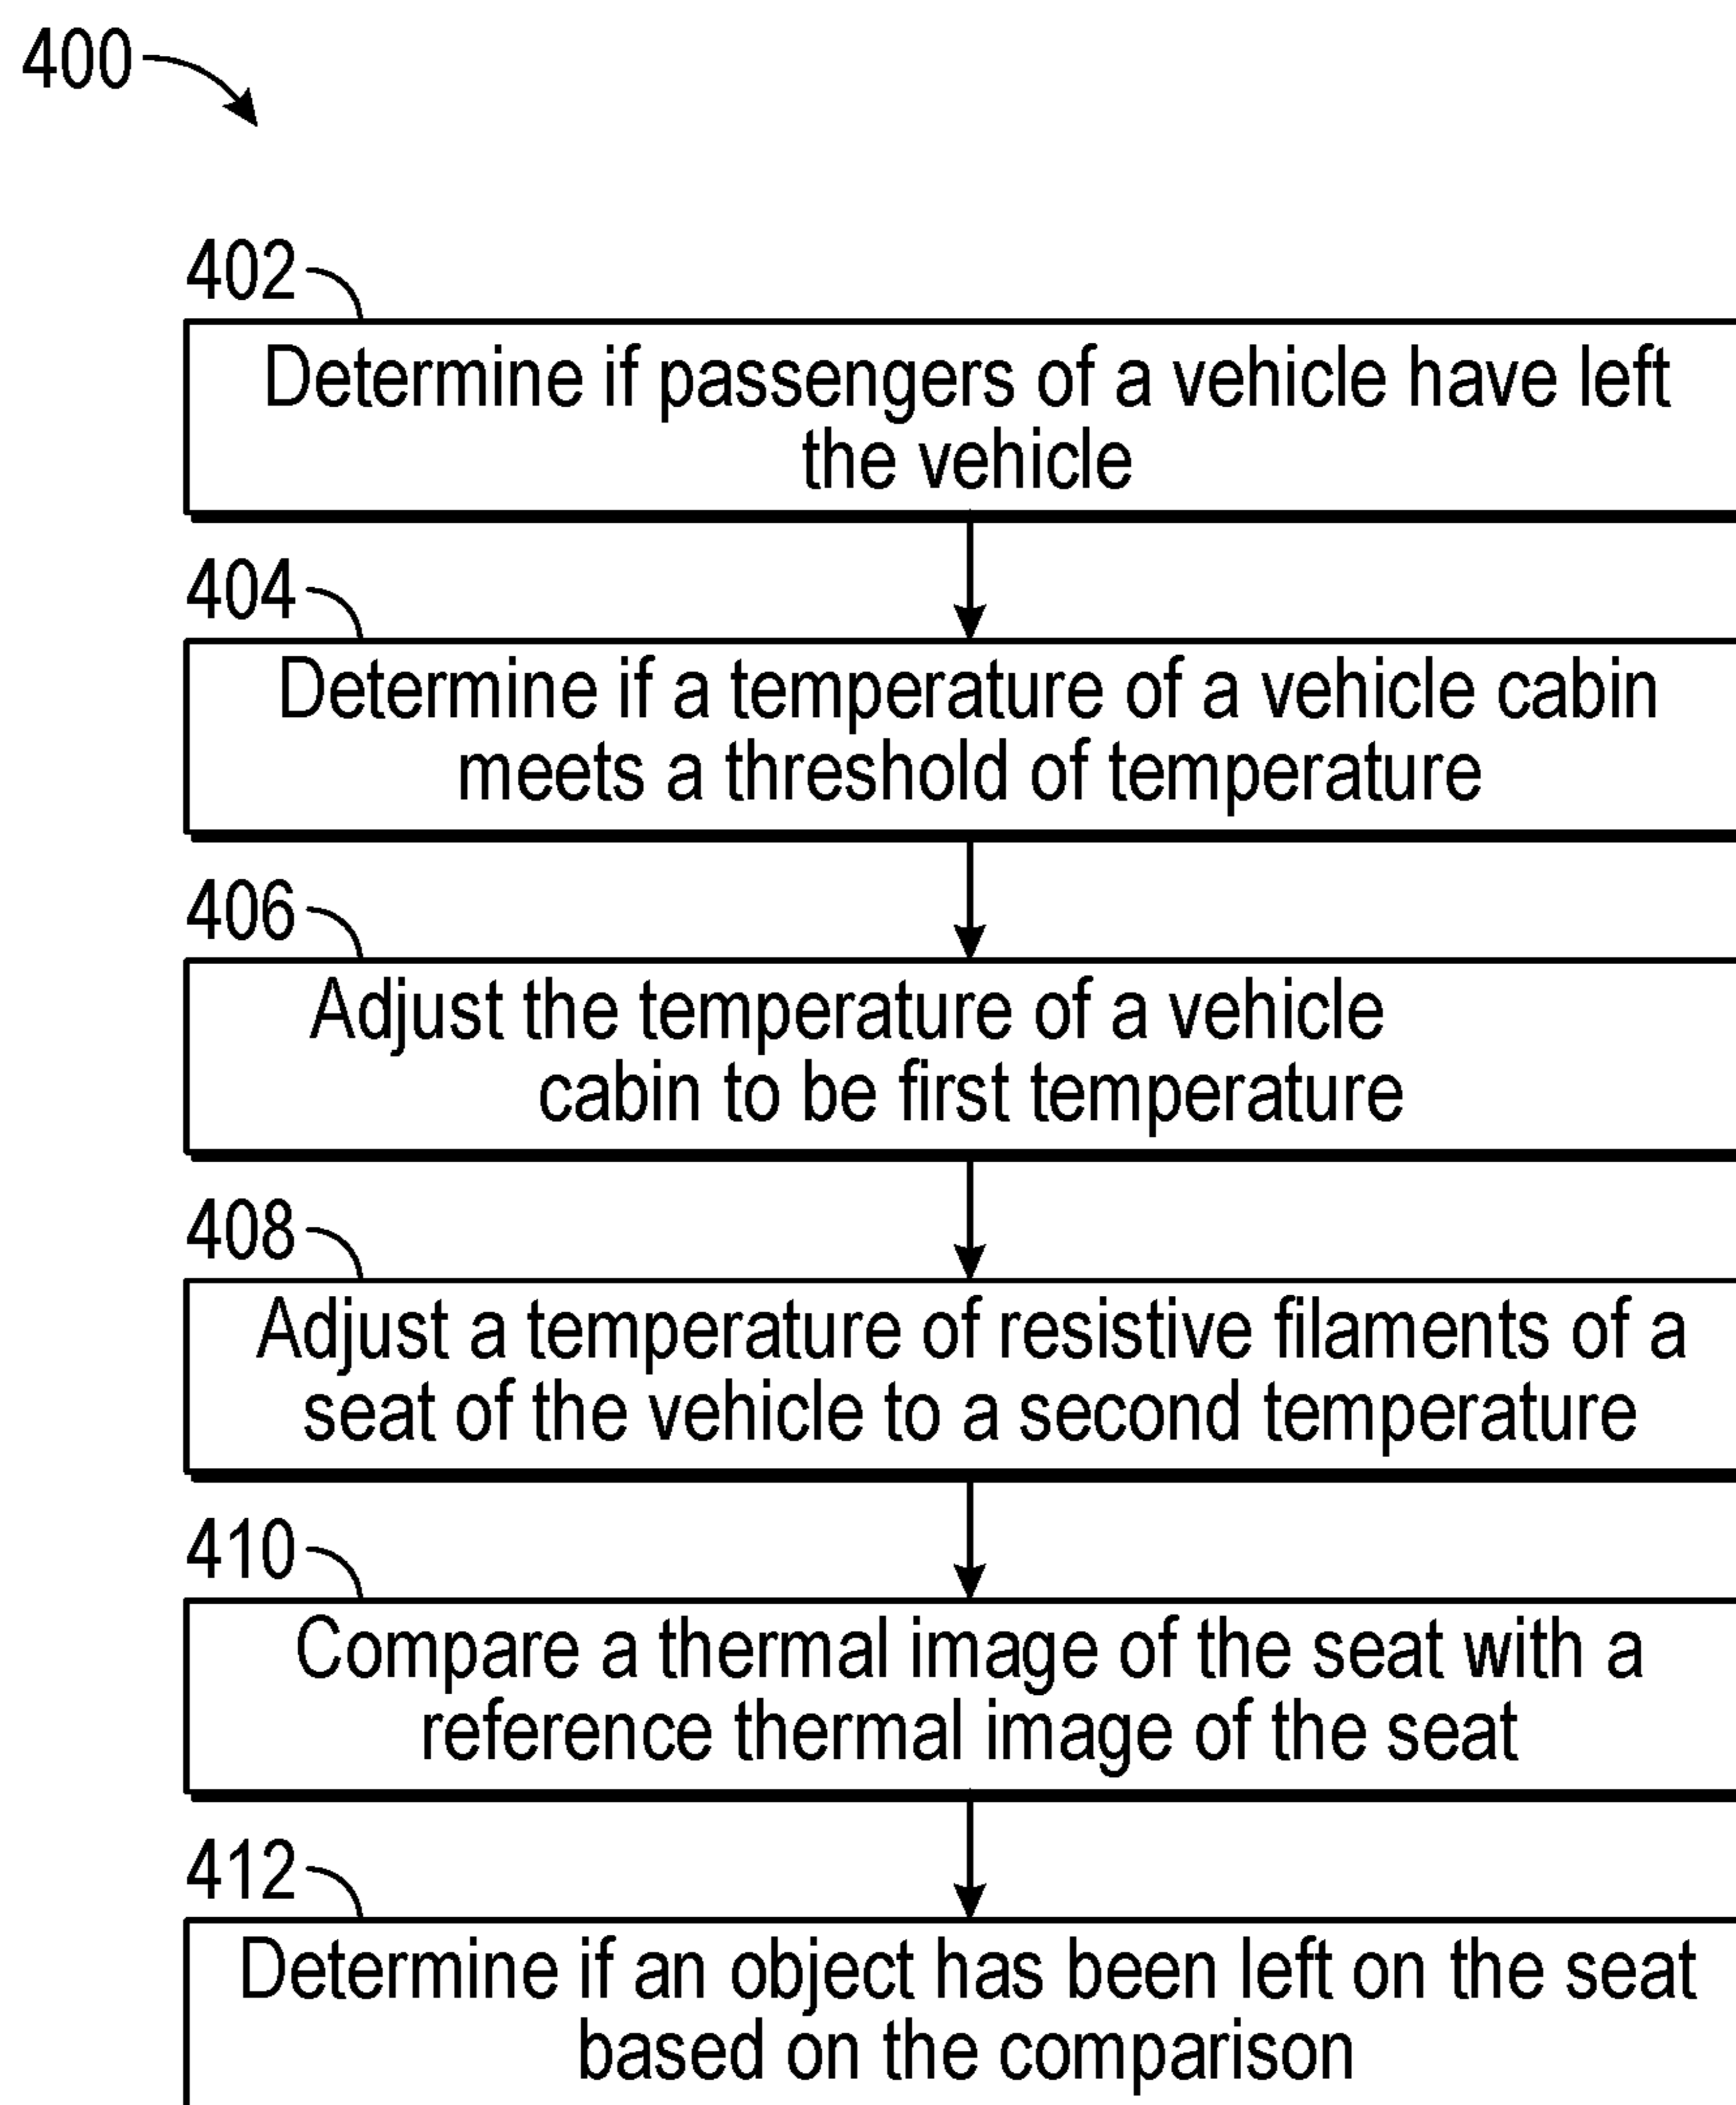 400
402
Determine if passengers of a vehicle have left
the vehicle
404
Determine if a temperature of a vehicle cabin
meets a threshold of temperature
406
Adjust the temperature of a vehicle
cabin to be first temperature
408
Adjust a temperature of resistive filaments of a
seat of the vehicle to a second temperature
410
Compare a thermal image of the seat with a
reference thermal image of the seat
412
Determine if an object has been left on the seat
based on the comparison